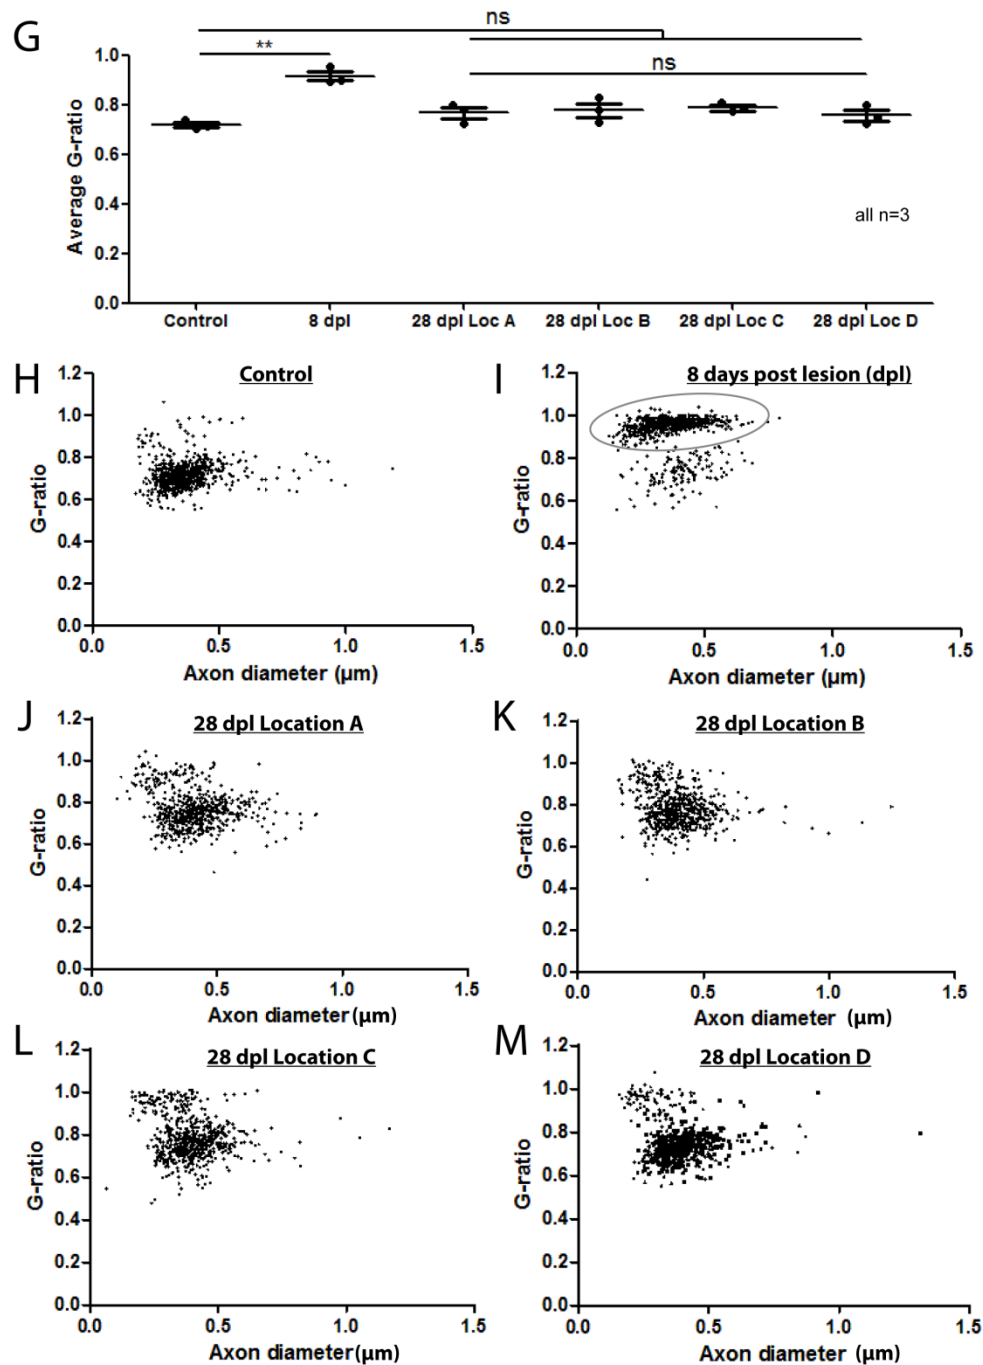 G
ns
**
ns
1.0
0.8
0.6
0.4
0.2
0.0
Average G-ratio
all n=3
Control 8 dpl 28 dpl Loc A 28 dpl Loc B 28 dpl Loc C 28 dpl Loc D
H
Control
1.2
1.0
0.8
0.6
0.4
0.2
0.0
G-ratio
0.0 0.5 1.0 1.5
Axon diameter (μm)
I
8 days post lesion (dpl)
1.2
1.0
0.8
0.6
0.4
0.2
0.0
G-ratio
0.0 0.5 1.0 1.5
Axon diameter (μm)
J
28 dpl Location A
1.2
1.0
0.8
0.6
0.4
0.2
0.0
G-ratio
0.0 0.5 1.0 1.5
Axon diameter (μm)
K
28 dpl Location B
1.2
1.0
0.8
0.6
0.4
0.2
0.0
G-ratio
0.0 0.5 1.0 1.5
Axon diameter (μm)
L
28 dpl Location C
1.2
1.0
0.8
0.6
0.4
0.2
0.0
G-ratio
0.0 0.5 1.0 1.5
Axon diameter (μm)
M
28 dpl Location D
1.2
1.0
0.8
0.6
0.4
0.2
0.0
G-ratio
0.0 0.5 1.0 1.5
Axon diameter (μm)